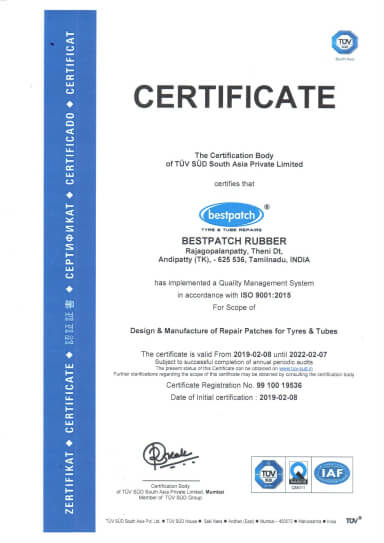 TÜV
SÜD
South Asia
ZERTIFIKAT ◆ CERTIFICATE ◆ 認証證書 ◆ СЕРТИФИКАТ ◆ CERTIFICADO ◆ CERTIFICAT
CERTIFICATE
The Certification Body
of TÜV SÜD South Asia Private Limited
certifies that
bestpatch ®
TYRE & TUBE REPAIRS
BESTPATCH RUBBER
Rajagopalanpatty, Theni Dt,
Andipatty (TK), - 625 536, Tamilnadu, INDIA
has implemented a Quality Management System
in accordance with ISO 9001:2015
For Scope of
Design & Manufacture of Repair Patches for Tyres & Tubes
The certificate is valid From 2019-02-08 until 2022-02-07
Subject to successful completion of annual periodic audits
The present status of this Certificate can be obtained on www.tuv-sud.in
Further clarifications regarding the scope of this certificate may be obtained by consulting the certification body
Certificate Registration No. 99 100 19536
Date of Initial certification : 2019-02-08
Certification Body
of TÜV SÜD South Asia Private Limited, Mumbai
Member of TÜV SÜD Group
TÜV
SÜD
IAF
TÜV SÜD South Asia Pvt. Ltd. ◆ TÜV SÜD House ◆ Saki Naka ◆ Andheri (East) ◆ Mumbai – 400072 ◆ Maharashtra ◆ India TÜV®